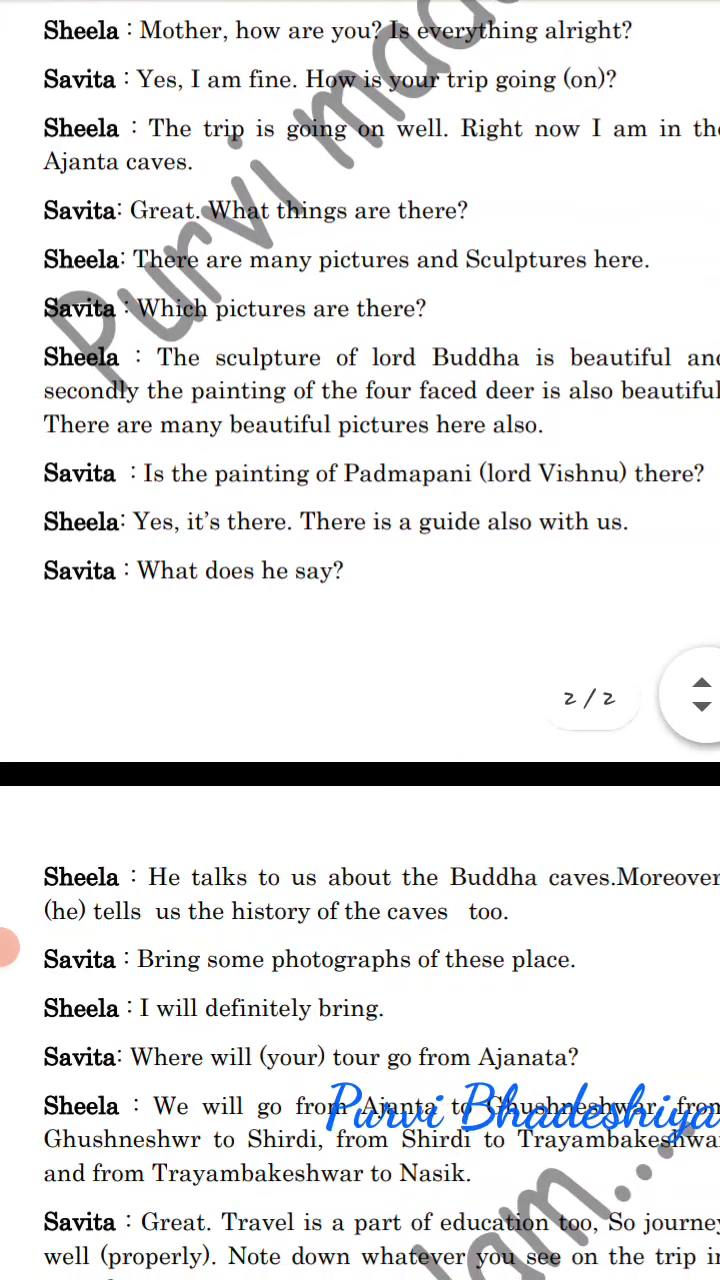 Sheela : Mother, how are you? Is everything alright?
Savita : Yes, I am fine. How is your trip going (on)?
Sheela : The trip is going on well. Right now I am in the
Ajanta caves.
Savita: Great. What things are there?
Sheela: There are many pictures and Sculptures here.
Savita : Which pictures are there?
Sheela : The sculpture of lord Buddha is beautiful and
secondly the painting of the four faced deer is also beautiful
There are many beautiful pictures here also.
Savita : Is the painting of Padmapani (lord Vishnu) there?
Sheela: Yes, it's there. There is a guide also with us.
Savita : What does he say?
2 / 2
Sheela : He talks to us about the Buddha caves.Moreover
(he) tells us the history of the caves too.
Savita : Bring some photographs of these place.
Sheela : I will definitely bring.
Savita: Where will (your) tour go from Ajanata?
Sheela : We will go from Ajanta to Ghushneshwar, from
Purvi Bhadeshiya
Ghushneshwr to Shirdi, from Shirdi to Trayambakeshwar
and from Trayambakeshwar to Nasik.
Savita : Great. Travel is a part of education too, So journey
well (properly). Note down whatever you see on the trip in
Purvi